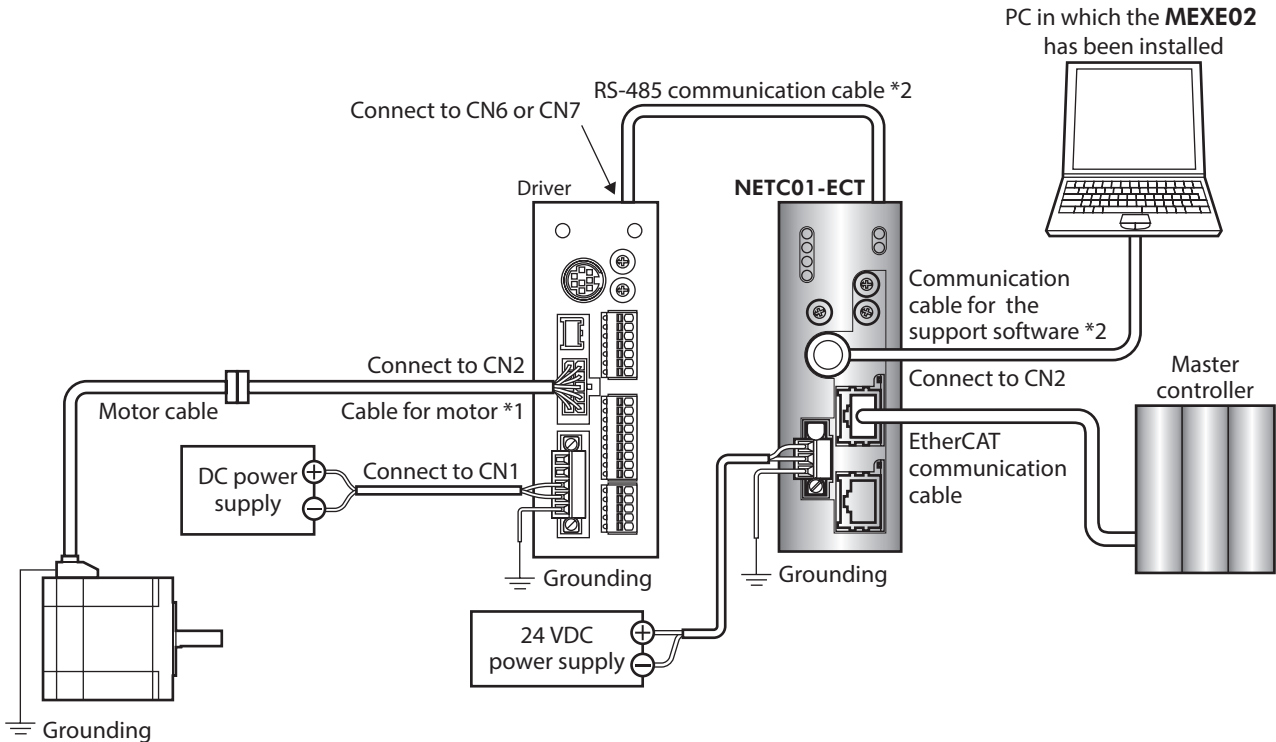 PC in which the MEXE02
has been installed
RS-485 communication cable *2
Connect to CN6 or CN7
Driver
NETC01-ECT
Communication
cable for the
support software *2
Connect to CN2
Master
controller
Connect to CN2
Motor cable
Cable for motor *1
EtherCAT
communication
cable
DC power
supply
Connect to CN1
Grounding
Grounding
24 VDC
power supply
Grounding